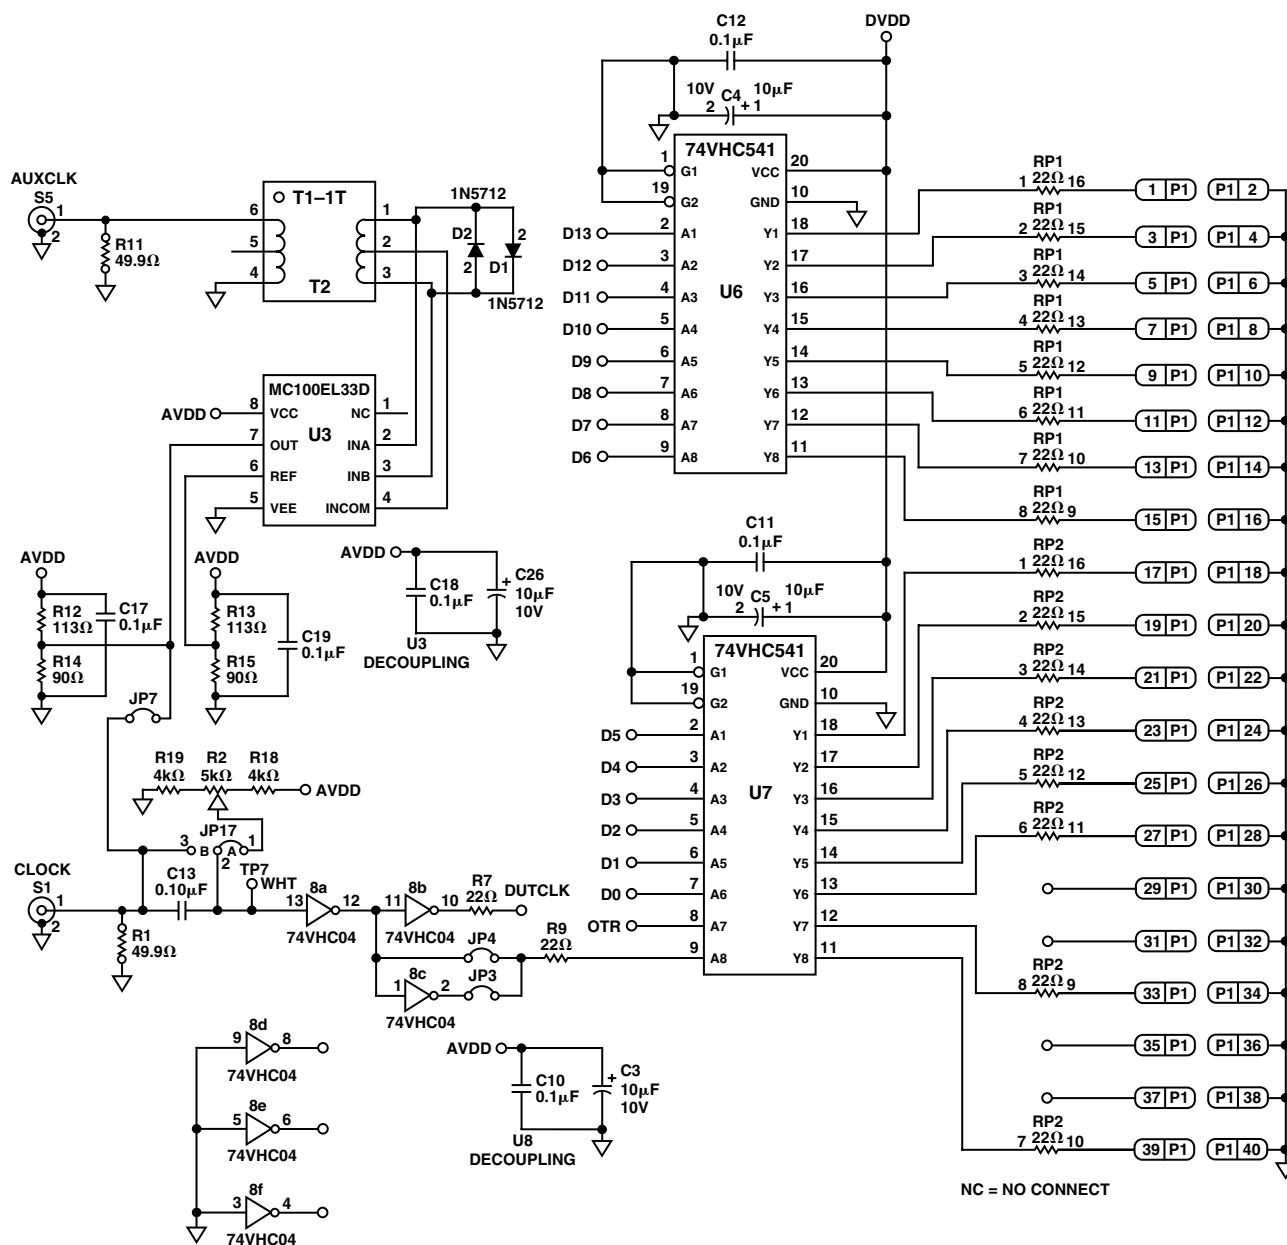 C12
0.1µF
DVDD
10V
10µF
2
C4
+
1
74VHC541
U6
1 G1
19 G2
D13 2 A1
D12 3 A2
D11 4 A3
D10 5 A4
D9 6 A5
D8 7 A6
D7 8 A7
D6 9 A8
VCC 20
GND 10
Y1 18
Y2 17
Y3 16
Y4 15
Y5 14
Y6 13
Y7 12
Y8 11
RP1
1 22Ω 16
1 P1
P1 2
RP1
2 22Ω 15
3 P1
P1 4
RP1
3 22Ω 14
5 P1
P1 6
RP1
4 22Ω 13
7 P1
P1 8
RP1
5 22Ω 12
9 P1
P1 10
RP1
6 22Ω 11
11 P1
P1 12
RP1
7 22Ω 10
13 P1
P1 14
RP1
8 22Ω 9
15 P1
P1 16
AUXCLK
S5
1
2
R11
49.9Ω
T1–1T
T2
6
5
4
1
2
3
1N5712
D2
2
2
D1
1N5712
MC100EL33D
U3
AVDD 8 VCC
7 OUT
6 REF
5 VEE
NC 1
INA 2
INB 3
INCOM 4
AVDD
R12
113Ω
C17
0.1µF
R14
90Ω
AVDD
R13
113Ω
C19
0.1µF
R15
90Ω
AVDD
C18
0.1µF
+
C26
10µF
10V
U3
DECOUPLING
JP7
R19
4kΩ
R2
5kΩ
R18
4kΩ
AVDD
JP17
3
B
A
1
2
CLOCK
S1
1
2
R1
49.9Ω
C13
0.10µF
TP7
WHT
8a
13
12
74VHC04
8b
11
10
74VHC04
R7
22Ω
DUTCLK
JP4
8c
1
2
74VHC04
JP3
R9
22Ω
C11
0.1µF
10V
10µF
2
C5
+
1
74VHC541
U7
1 G1
19 G2
D5 2 A1
D4 3 A2
D3 4 A3
D2 5 A4
D1 6 A5
D0 7 A6
OTR 8 A7
9 A8
VCC 20
GND 10
Y1 18
Y2 17
Y3 16
Y4 15
Y5 14
Y6 13
Y7 12
Y8 11
RP2
1 22Ω 16
17 P1
P1 18
RP2
2 22Ω 15
19 P1
P1 20
RP2
3 22Ω 14
21 P1
P1 22
RP2
4 22Ω 13
23 P1
P1 24
RP2
5 22Ω 12
25 P1
P1 26
RP2
6 22Ω 11
27 P1
P1 28
29 P1
P1 30
31 P1
P1 32
RP2
8 22Ω 9
33 P1
P1 34
35 P1
P1 36
37 P1
P1 38
RP2
7 22Ω 10
39 P1
P1 40
8d
9
8
74VHC04
8e
5
6
74VHC04
8f
3
4
74VHC04
AVDD
C10
0.1µF
+
C3
10µF
10V
U8
DECOUPLING
NC = NO CONNECT